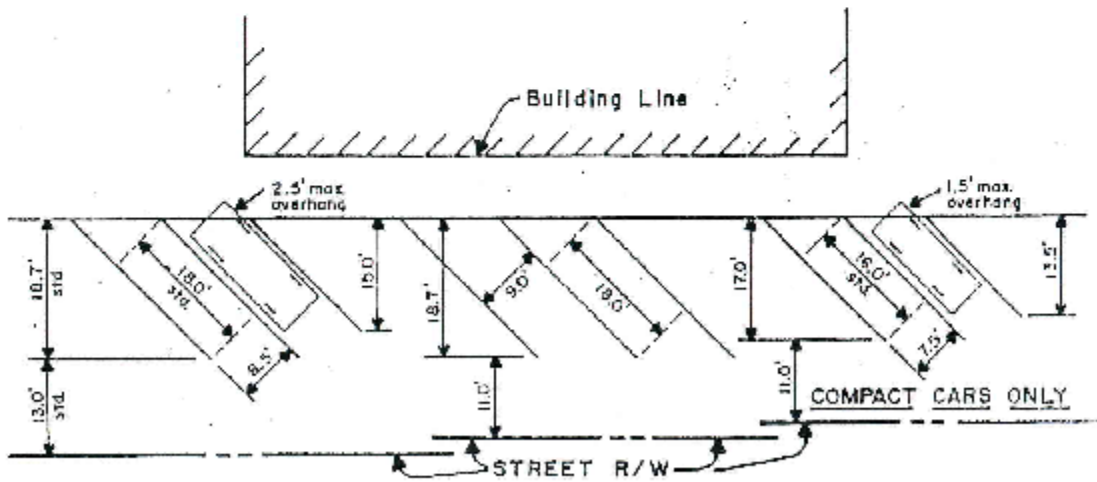 Building Line
2.5' max.
overhang
1.5' max.
overhang
18.7'
std
18.0'
std.
15.0'
18.7'
9.0'
18.0'
17.0'
16.0'
std.
13.5'
8.5'
7.5'
13.0'
std.
11.0'
11.0'
COMPACT CARS ONLY
STREET R/W